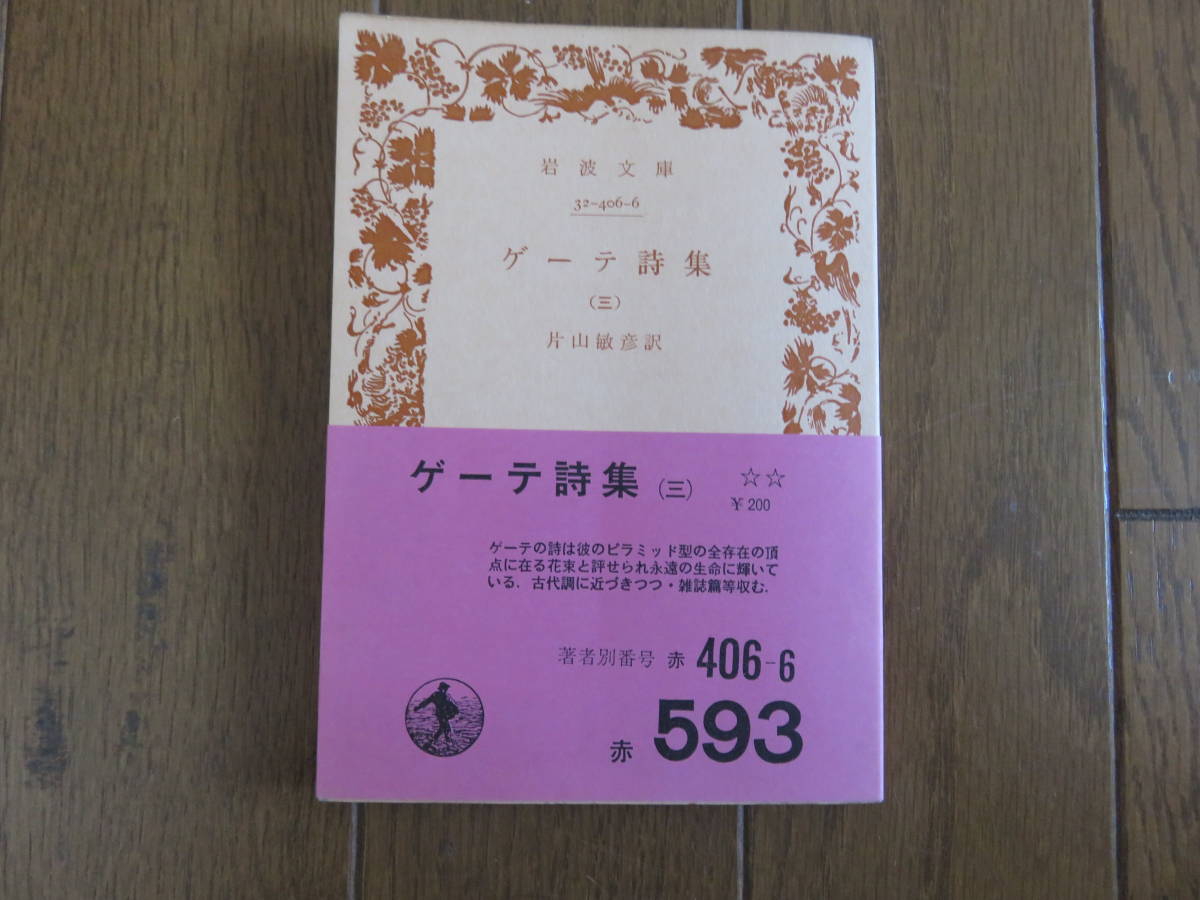 岩波文庫
32-406-6
ゲーテ詩集
(三)
片山敏彦訳
ゲーテ詩集 (三) ☆☆
¥200
ゲーテの詩は彼のピラミッド型の全存在の頂
点に在る花束と評せられ永遠の生命に輝いて
いる．古代調に近づきつつ・雑誌篇等収む．
著者別番号 赤 406-6
赤 593